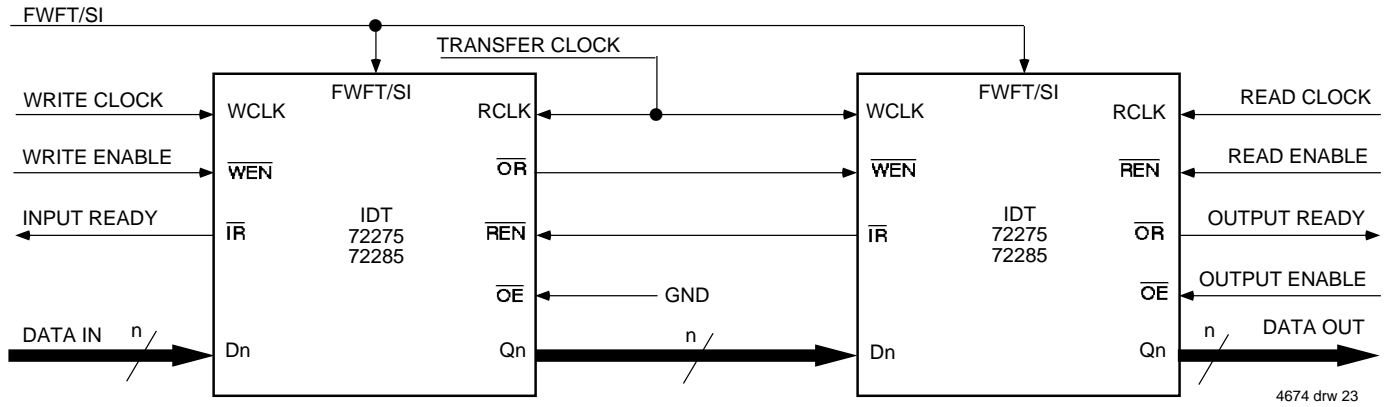 FWFT/SI
TRANSFER CLOCK
FWFT/SI
FWFT/SI
WRITE CLOCK
WCLK
RCLK
WCLK
RCLK
READ CLOCK
WRITE ENABLE
WEN
OR
WEN
REN
READ ENABLE
INPUT READY
IR
IDT
72275
72285
REN
IR
IDT
72275
72285
OR
OUTPUT READY
OE
GND
OE
OUTPUT ENABLE
DATA IN
n
Dn
Qn
n
Dn
Qn
n
DATA OUT
4674 drw 23